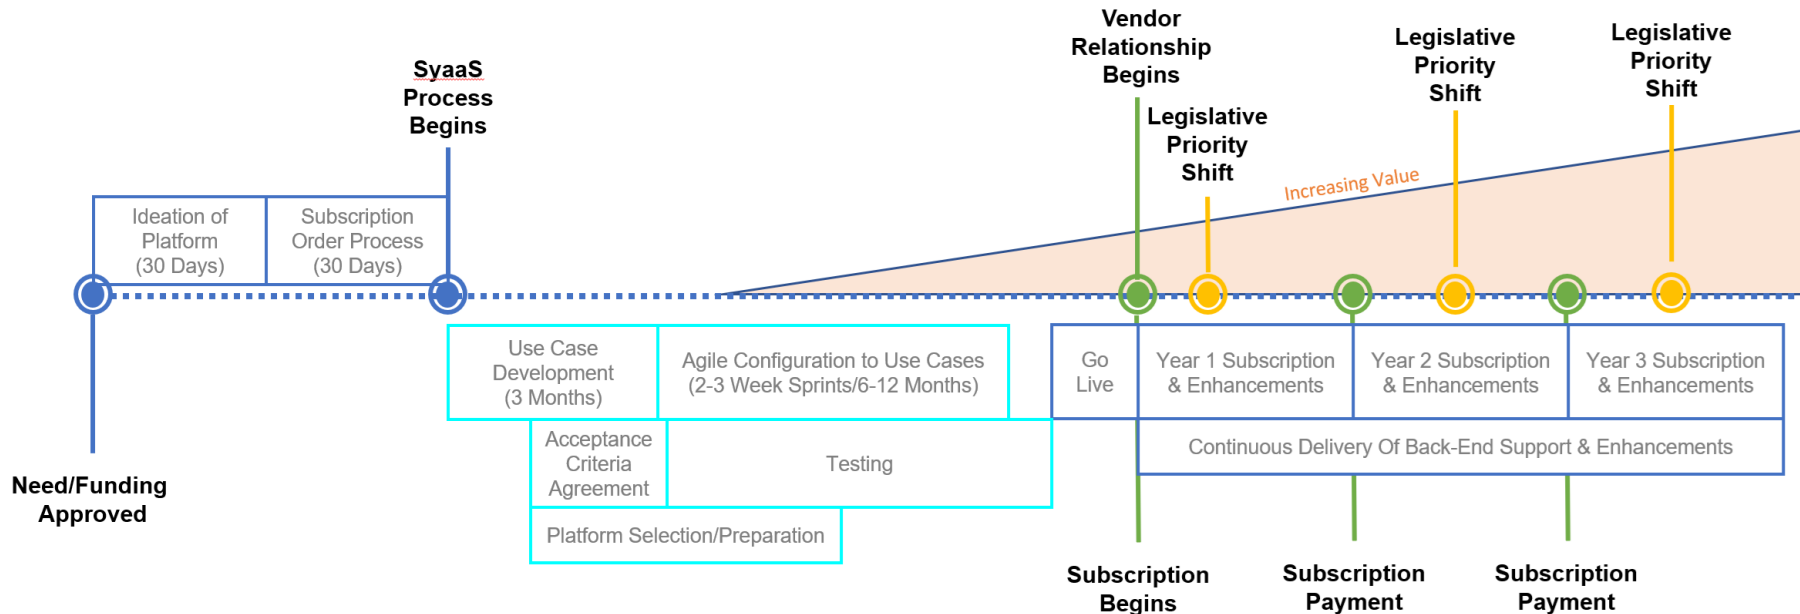 Vendor
Relationship
Begins
Legislative
Priority
Shift
Legislative
Priority
Shift
SyaaS
Process
Begins
Legislative
Priority
Shift
Increasing Value
Ideation of
Platform
(30 Days)
Subscription
Order Process
(30 Days)
Use Case
Development
(3 Months)
Agile Configuration to Use Cases
(2-3 Week Sprints/6-12 Months)
Go
Live
Year 1 Subscription
& Enhancements
Year 2 Subscription
& Enhancements
Year 3 Subscription
& Enhancements
Acceptance
Criteria
Agreement
Testing
Continuous Delivery Of Back-End Support & Enhancements
Need/Funding
Approved
Platform Selection/Preparation
Subscription
Begins
Subscription
Payment
Subscription
Payment